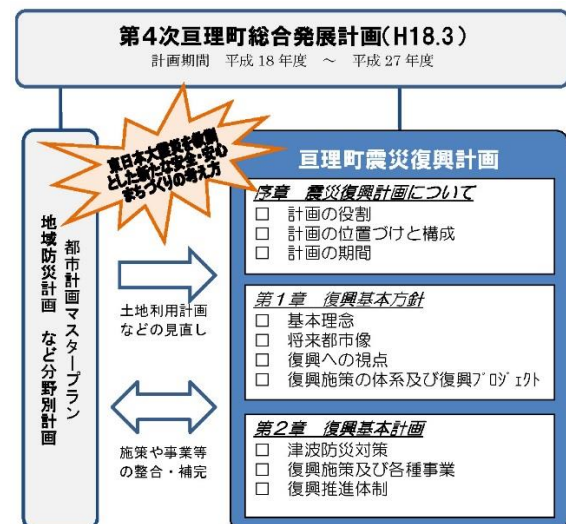 第4次亘理町総合発展計画(H18.3)
計画期間 平成18年度 ～ 平成27年度
東日本大震災を教訓
とした新たな安全・安心
まちづくりの考え方
都市計画マスタープラン
地域防災計画 など分野別計画
土地利用計画
などの見直し
施策や事業等
の整合・補完
亘理町震災復興計画
序章 震災復興計画について
□ 計画の役割
□ 計画の位置づけと構成
□ 計画の期間
第1章 復興基本方針
□ 基本理念
□ 将来都市像
□ 復興への視点
□ 復興施策の体系及び復興プロジェクト
第2章 復興基本計画
□ 津波防災対策
□ 復興施策及び各種事業
□ 復興推進体制